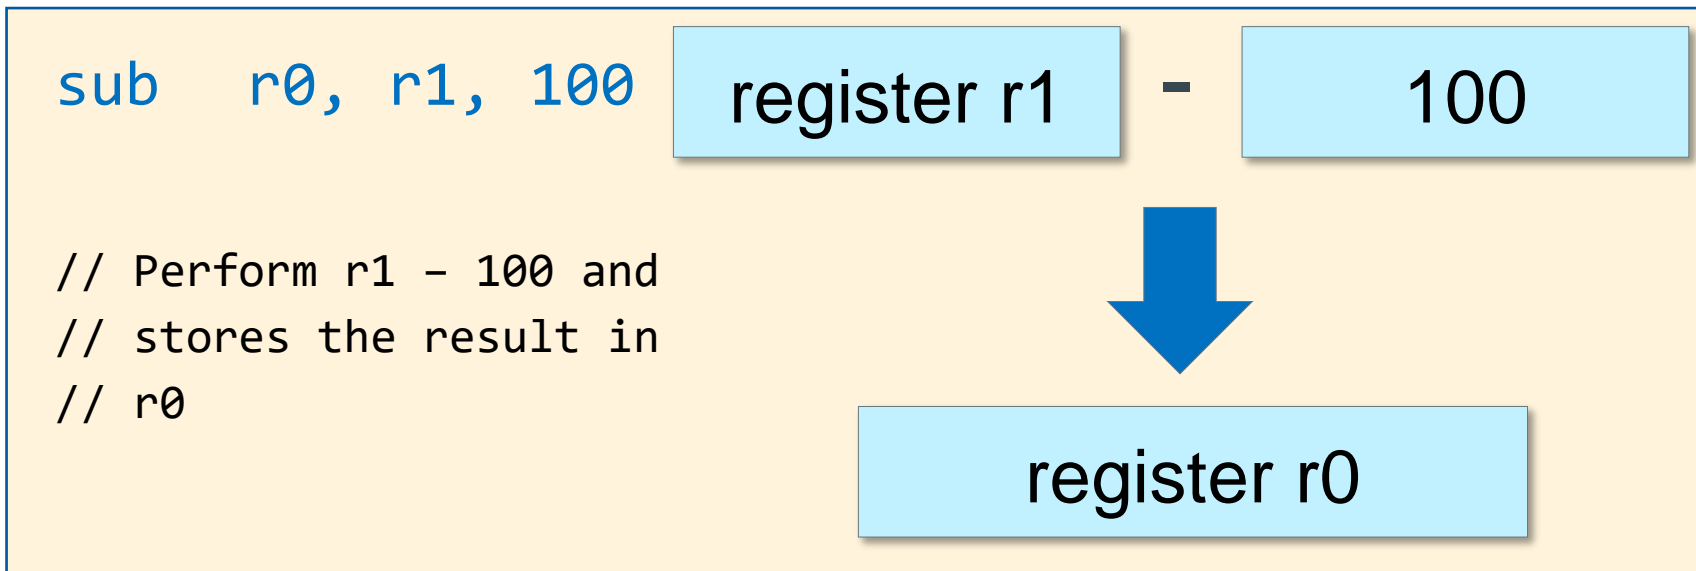 sub r0, r1, 100
register r1 - 100
// Perform r1 – 100 and
// stores the result in
// r0
register r0